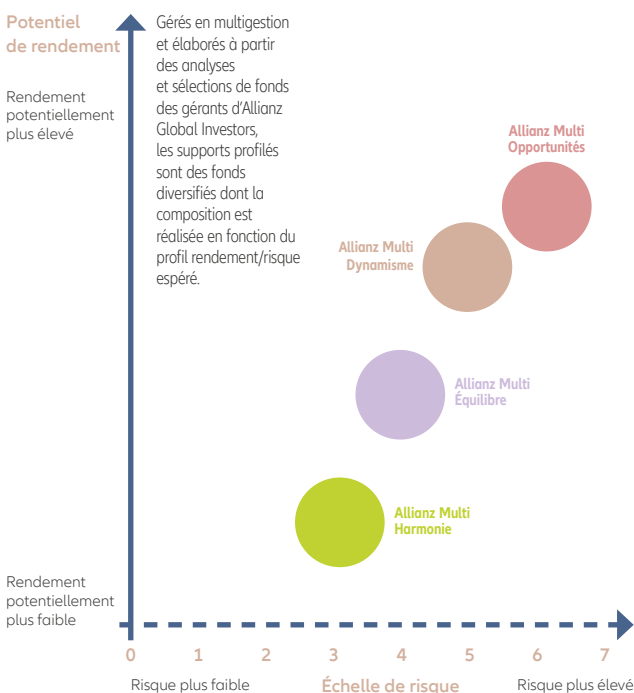 Potentiel
de rendement
Rendement
potentiellement
plus élevé
Gérés en multigestion
et élaborés à partir
des analyses
et sélections de fonds
des gérants d'Allianz
Global Investors,
les supports profilés
sont des fonds
diversifiés dont la
composition est
réalisée en fonction du
profil rendement/risque
espéré.
Allianz Multi
Opportunités
Allianz Multi
Dynamisme
Allianz Multi
Équilibre
Allianz Multi
Harmonie
Rendement
potentiellement
plus faible
0 1 2 3 4 5 6 7
Risque plus faible Échelle de risque Risque plus élevé